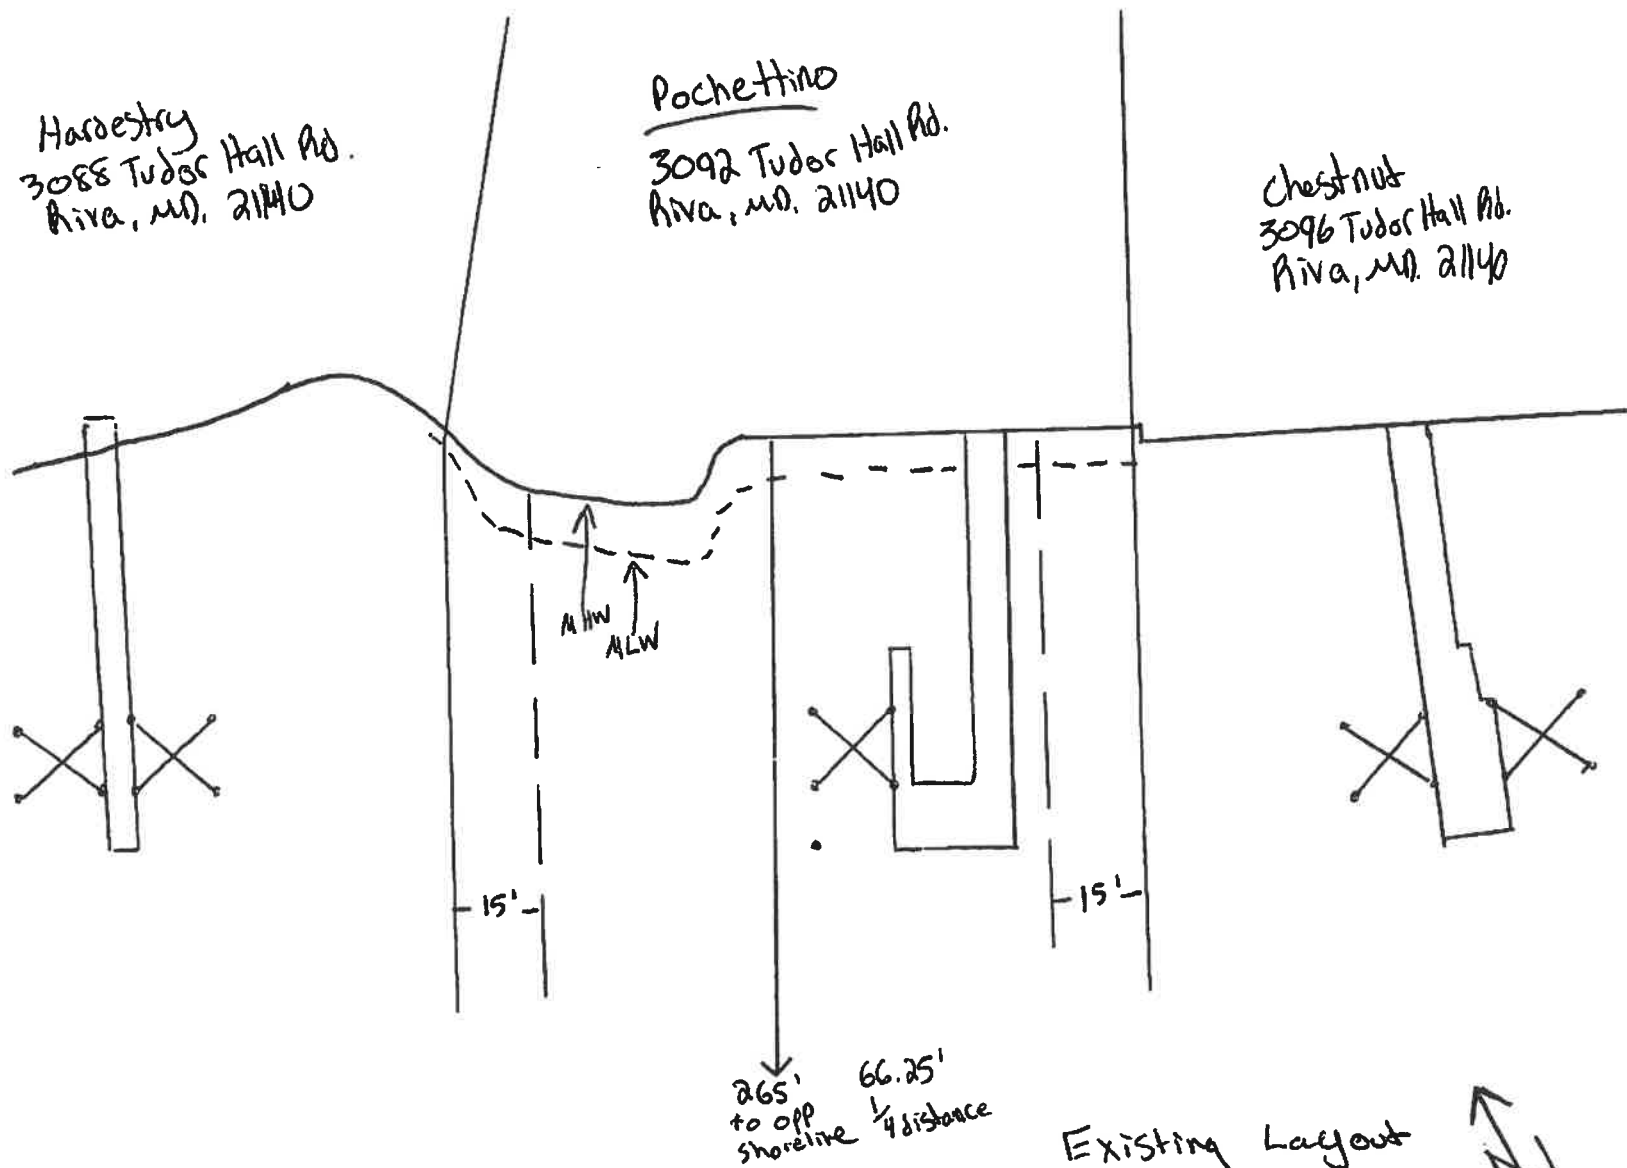 Hardestry
3088 Tudor Hall Rd.
Riva, MD. 21140
Pochettino
3092 Tudor Hall Rd.
Riva, MD. 21140
Chestnut
3096 Tudor Hall Rd.
Riva, MD. 21140
MHW
MLW
15'
15'
265'
to opp
shoreline
66.25'
1/4 distance
Existing Layout
N